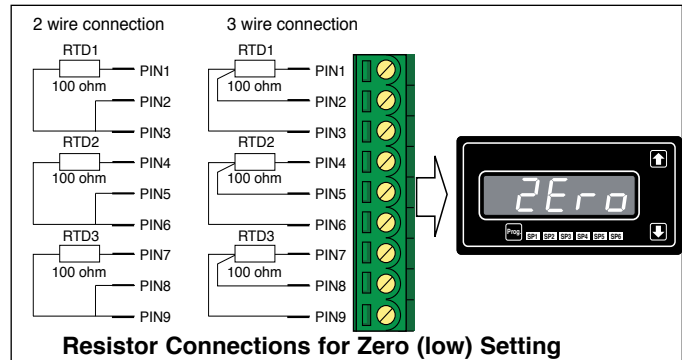 2 wire connection
3 wire connection
RTD1
100 ohm
PIN1
PIN2
PIN3
RTD2
100 ohm
PIN4
PIN5
PIN6
RTD3
100 ohm
PIN7
PIN8
PIN9
RTD1
100 ohm
PIN1
PIN2
PIN3
RTD2
100 ohm
PIN4
PIN5
PIN6
RTD3
100 ohm
PIN7
PIN8
PIN9
2Ero
Prog. SP1 SP2 SP3 SP4 SP5 SP6
Resistor Connections for Zero (low) Setting